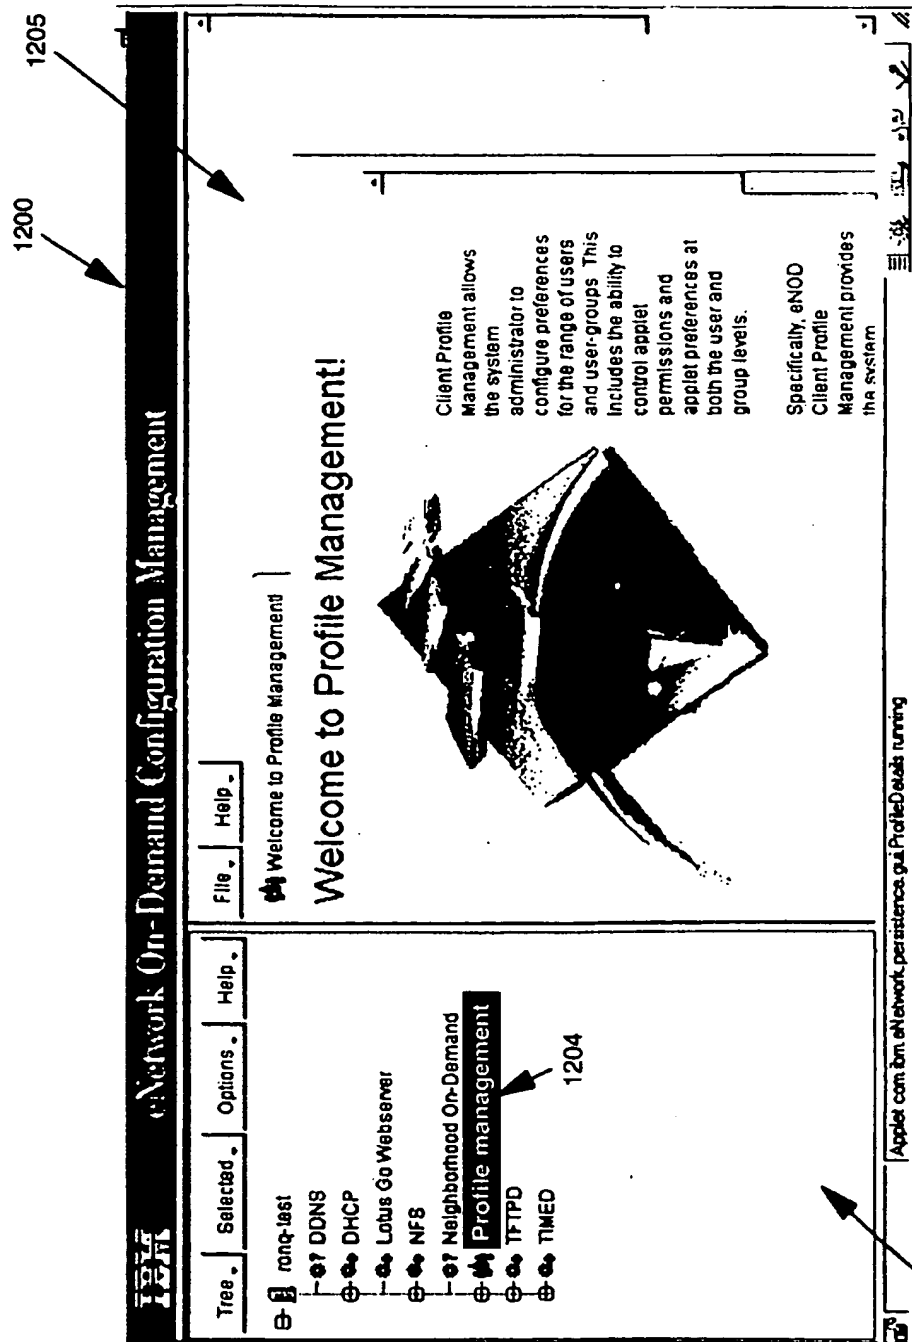 1200
1205
IBM
eNetwork On-Demand Configuration Management
Tree
Selected
Options
Help
ronq-test
DDNS
DHCP
Lotus Go Webserver
NFS
Neighborhood On-Demand
Profile management
TFTPD
TIMED
1204
File
Help
Welcome to Profile Management
Welcome to Profile Management!
Client Profile
Management allows
the system
administrator to
configure preferences
for the range of users
and user-groups. This
includes the ability to
control applet
permissions and
applet preferences at
both the user and
group levels.
Specifically, eNOD
Client Profile
Management provides
the system
Applet com.ibm.eNetwork.persistence.gui.ProfileDetails running